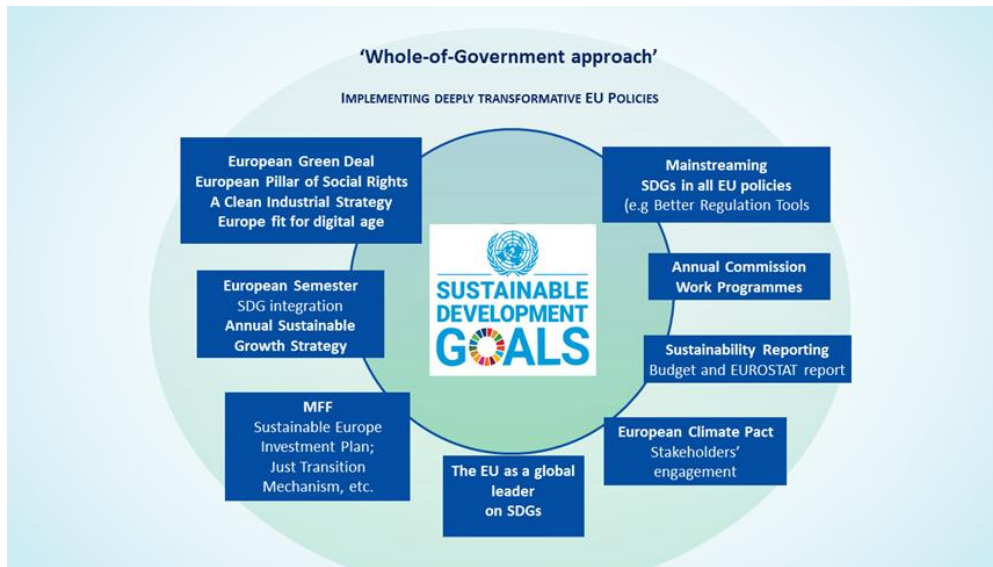 ‘Whole-of-Government approach’
IMPLEMENTING DEEPLY TRANSFORMATIVE EU POLICIES
European Green Deal
European Pillar of Social Rights
A Clean Industrial Strategy
Europe fit for digital age
Mainstreaming
SDGs in all EU policies
(e.g Better Regulation Tools
European Semester
SDG integration
Annual Sustainable
Growth Strategy
SUSTAINABLE
DEVELOPMENT
GOALS
Annual Commission
Work Programmes
Sustainability Reporting
Budget and EUROSTAT report
MFF
Sustainable Europe
Investment Plan;
Just Transition
Mechanism, etc.
The EU as a global
leader
on SDGs
European Climate Pact
Stakeholders’
engagement